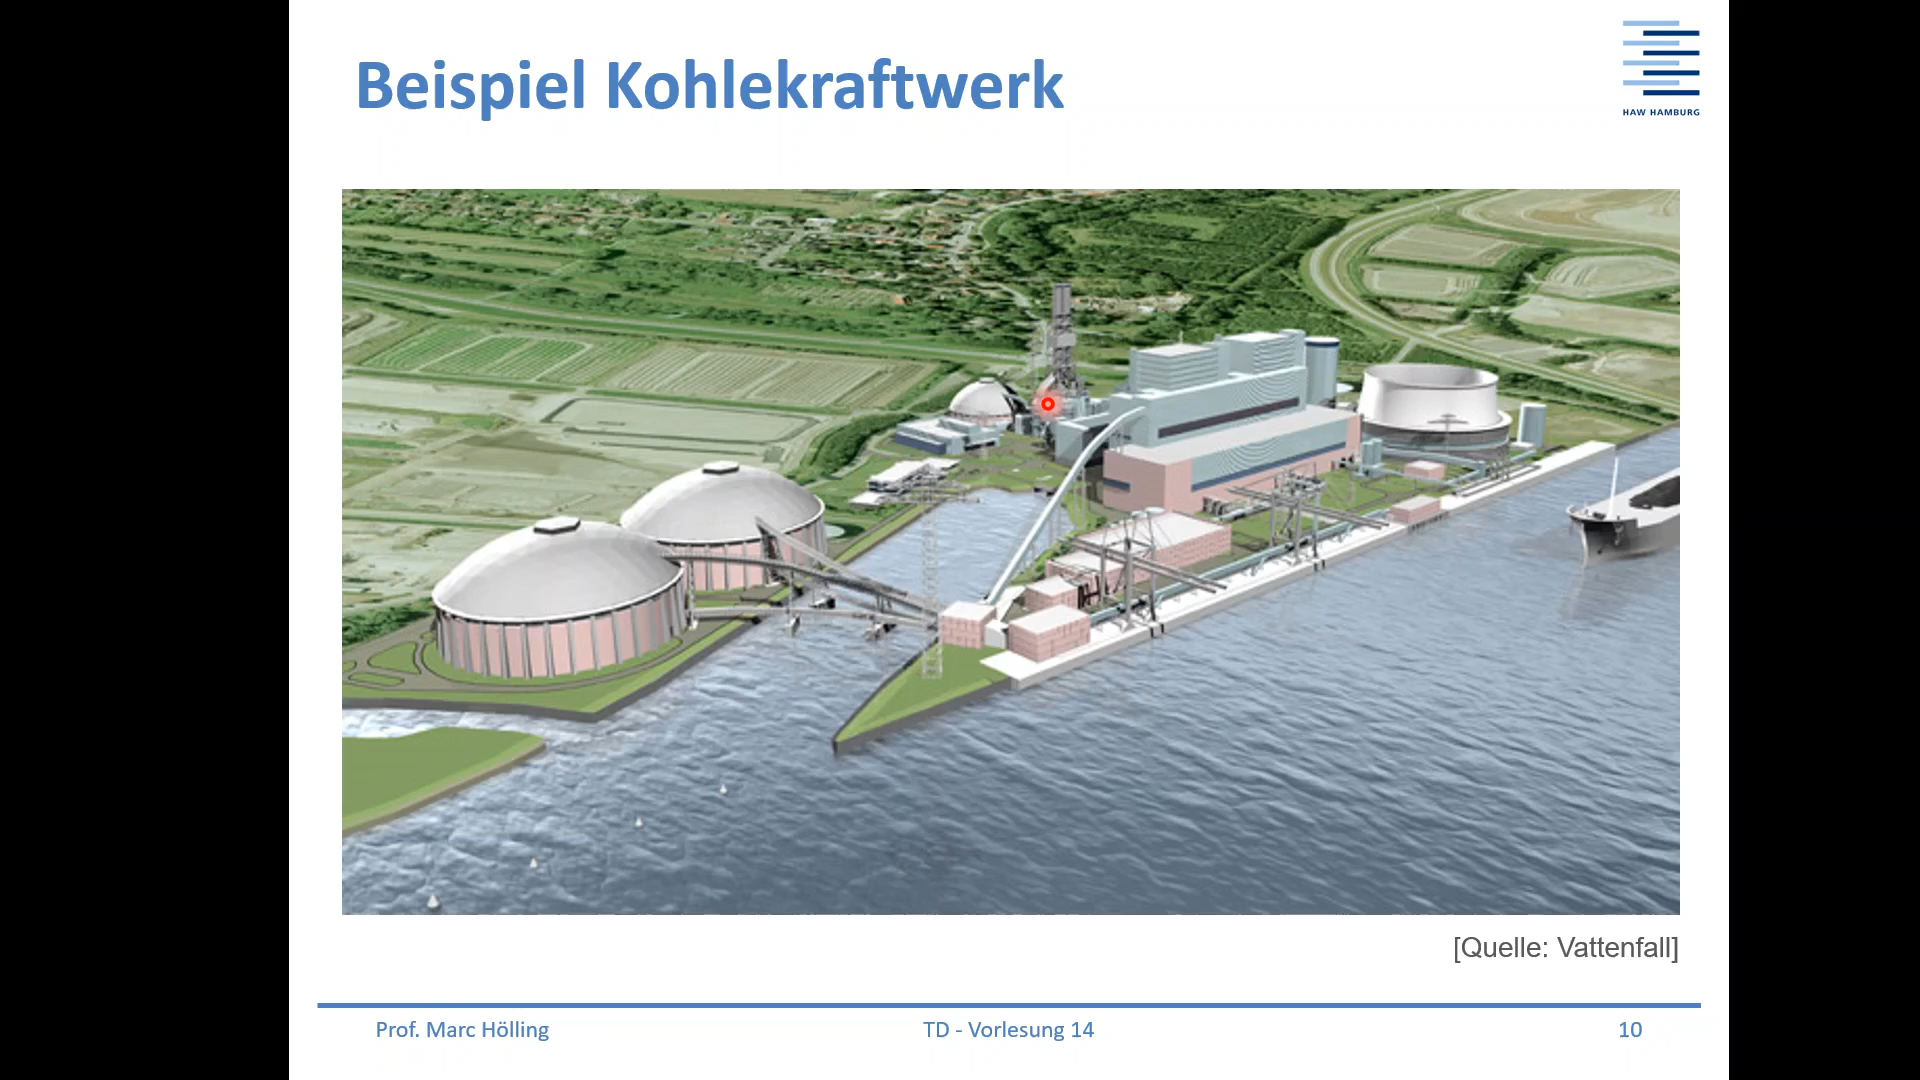 Beispiel Kohlekraftwerk
HAW HAMBURG
[Quelle: Vattenfall]
Prof. Marc Hölling
TD - Vorlesung 14
10